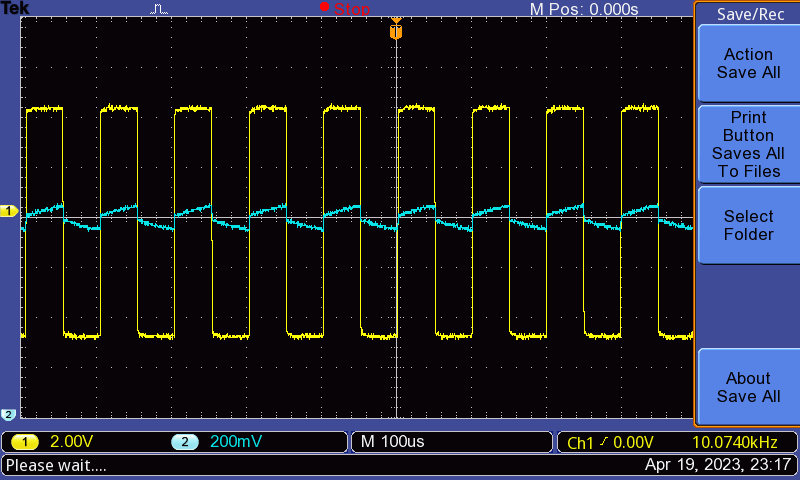 Tek Stop M Pos: 0.000s Save/Rec
T
Action
Save All
Print
Button
Saves All
To Files
1
Select
Folder
About
Save All
2
1 2.00V 2 200mV M 100us Ch1 0.00V 10.0740kHz
Please wait.... Apr 19, 2023, 23:17